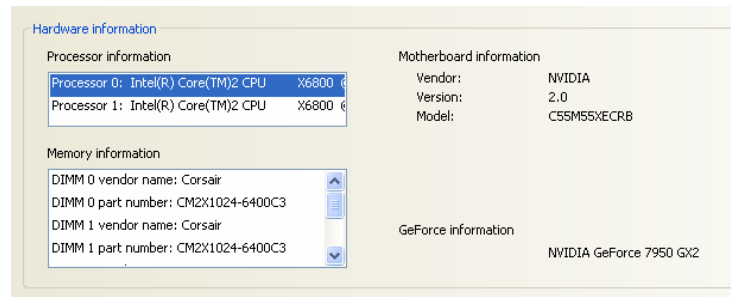 Hardware information
Processor information
Processor 0: Intel(R) Core(TM)2 CPU X6800 @
Processor 1: Intel(R) Core(TM)2 CPU X6800 @
Memory information
DIMM 0 vendor name: Corsair
DIMM 0 part number: CM2X1024-6400C3
DIMM 1 vendor name: Corsair
DIMM 1 part number: CM2X1024-6400C3
Motherboard information
Vendor: NVIDIA
Version: 2.0
Model: C55M55XECRB
GeForce information
NVIDIA GeForce 7950 GX2